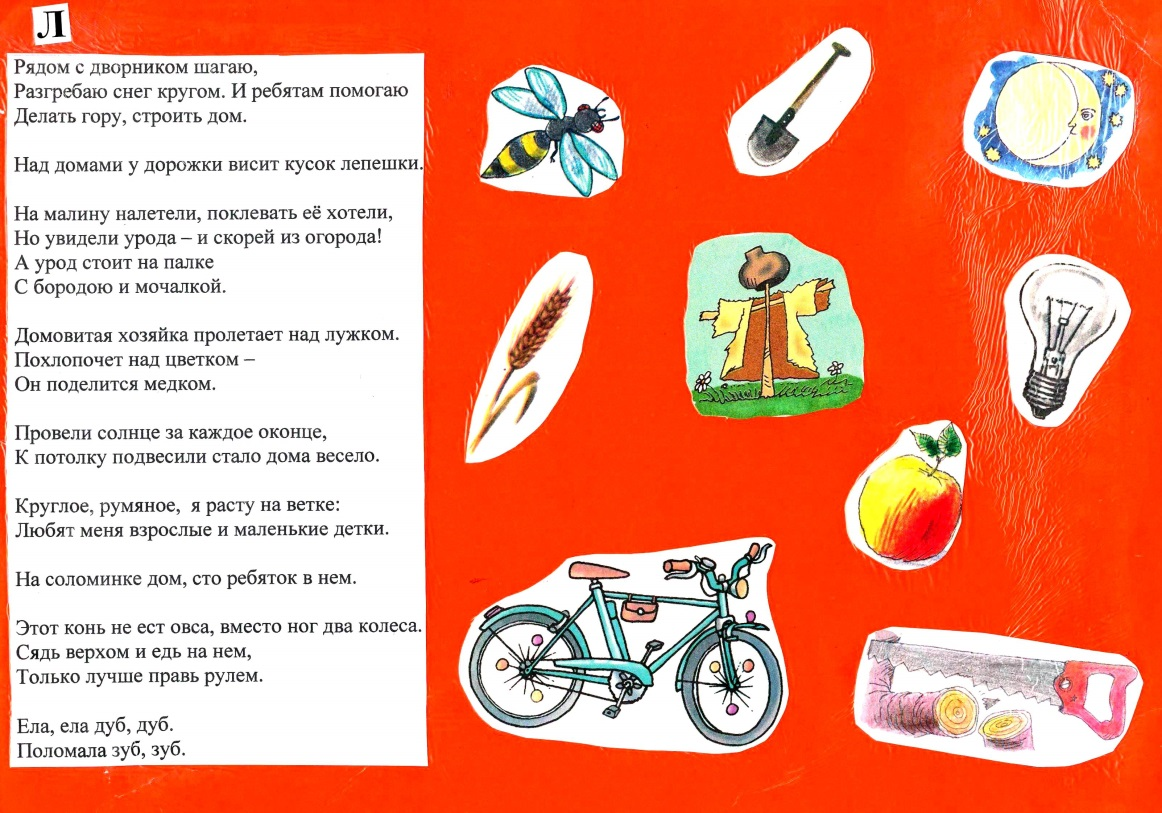 Л
Рядом с дворником шагаю,
Разгребаю снег кругом. И ребятам помогаю
Делать гору, строить дом.
Над домами у дорожки висит кусок лепешки.
На малину налетели, поклевать её хотели,
Но увидели урода – и скорей из огорода!
А урод стоит на палке
С бородою и мочалкой.
Домовитая хозяйка пролетает над лужком.
Похлопочет над цветком –
Он поделится медком.
Провели солнце за каждое оконце,
К потолку подвесили стало дома весело.
Круглое, румяное, я расту на ветке:
Любят меня взрослые и маленькие детки.
На соломинке дом, сто ребяток в нем.
Этот конь не ест овса, вместо ног два колеса.
Сядь верхом и едь на нем,
Только лучше правь рулем.
Ела, ела дуб, дуб.
Поломала зуб, зуб.